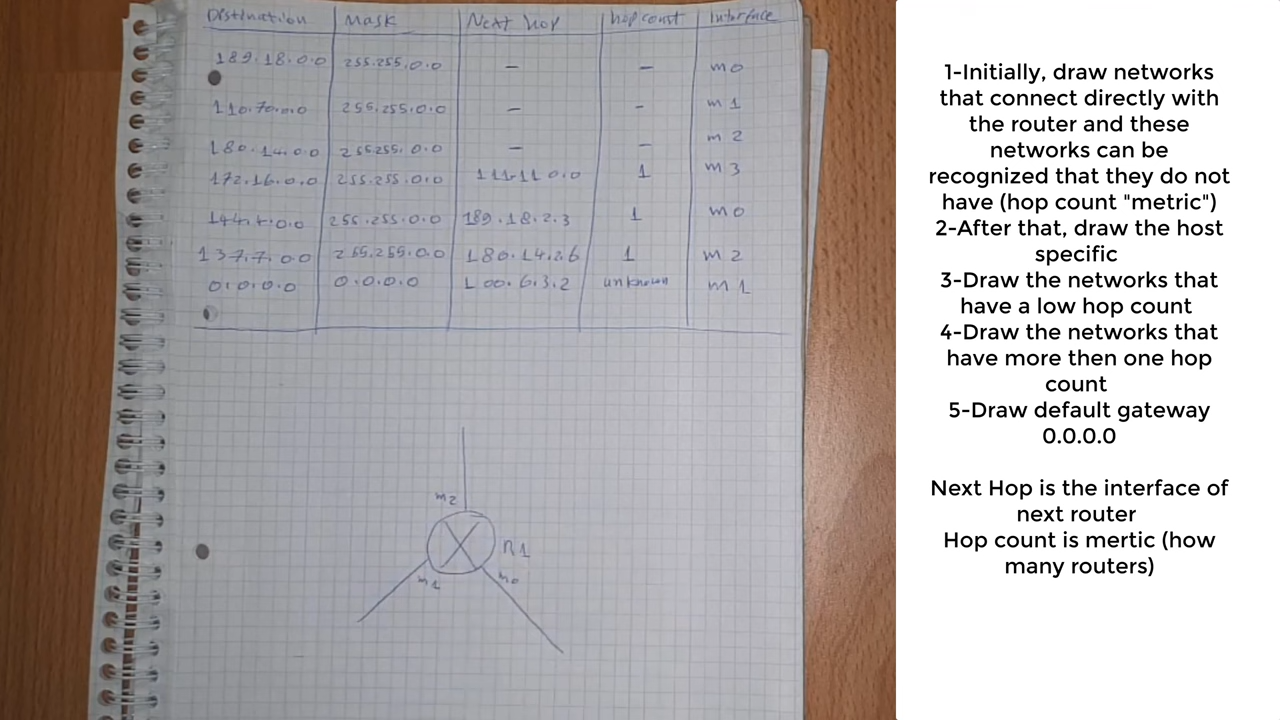 Distination Mask Next hop hop const Interface
189.18.0.0 255.255.0.0 — — m0
110.70.0.0 255.255.0.0 — - m1
180.14.0.0 255.255.0.0 — — m2
172.16.0.0 255.255.0.0 111.11.0.0 1 m3
144.4.0.0 255.255.0.0 189.18.2.3 1 m0
137.7.0.0 255.255.0.0 180.14.2.6 1 m2
0.0.0.0 0.0.0.0 100.6.3.2 unknown m1
m2
R1
m1
m0
1-Initially, draw networks
that connect directly with
the router and these
networks can be
recognized that they do not
have (hop count "metric")
2-After that, draw the host
specific
3-Draw the networks that
have a low hop count
4-Draw the networks that
have more then one hop
count
5-Draw default gateway
0.0.0.0
Next Hop is the interface of
next router
Hop count is mertic (how
many routers)